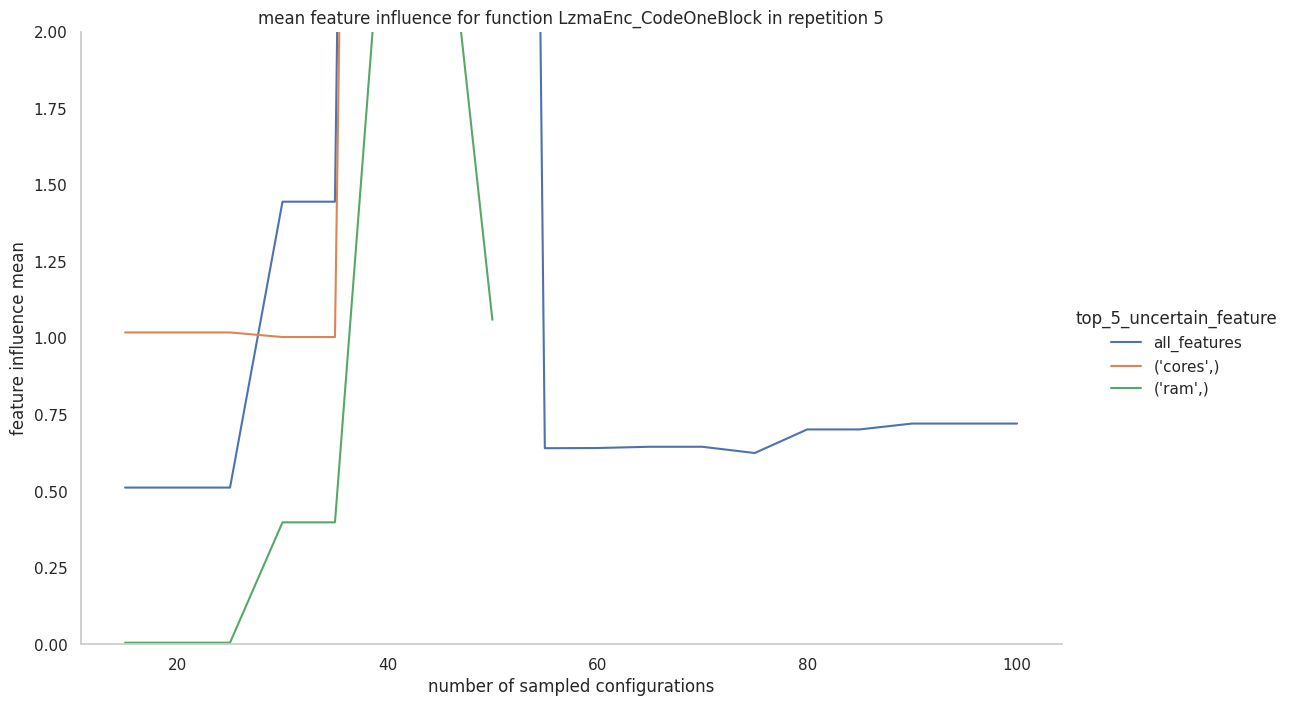 mean feature influence for function LzmaEnc_CodeOneBlock in repetition 5
2.00
1.75
1.50
1.25
1.00
0.75
0.50
0.25
0.00
feature influence mean
20
40
60
80
100
number of sampled configurations
top_5_uncertain_feature
all_features
('cores',)
('ram',)